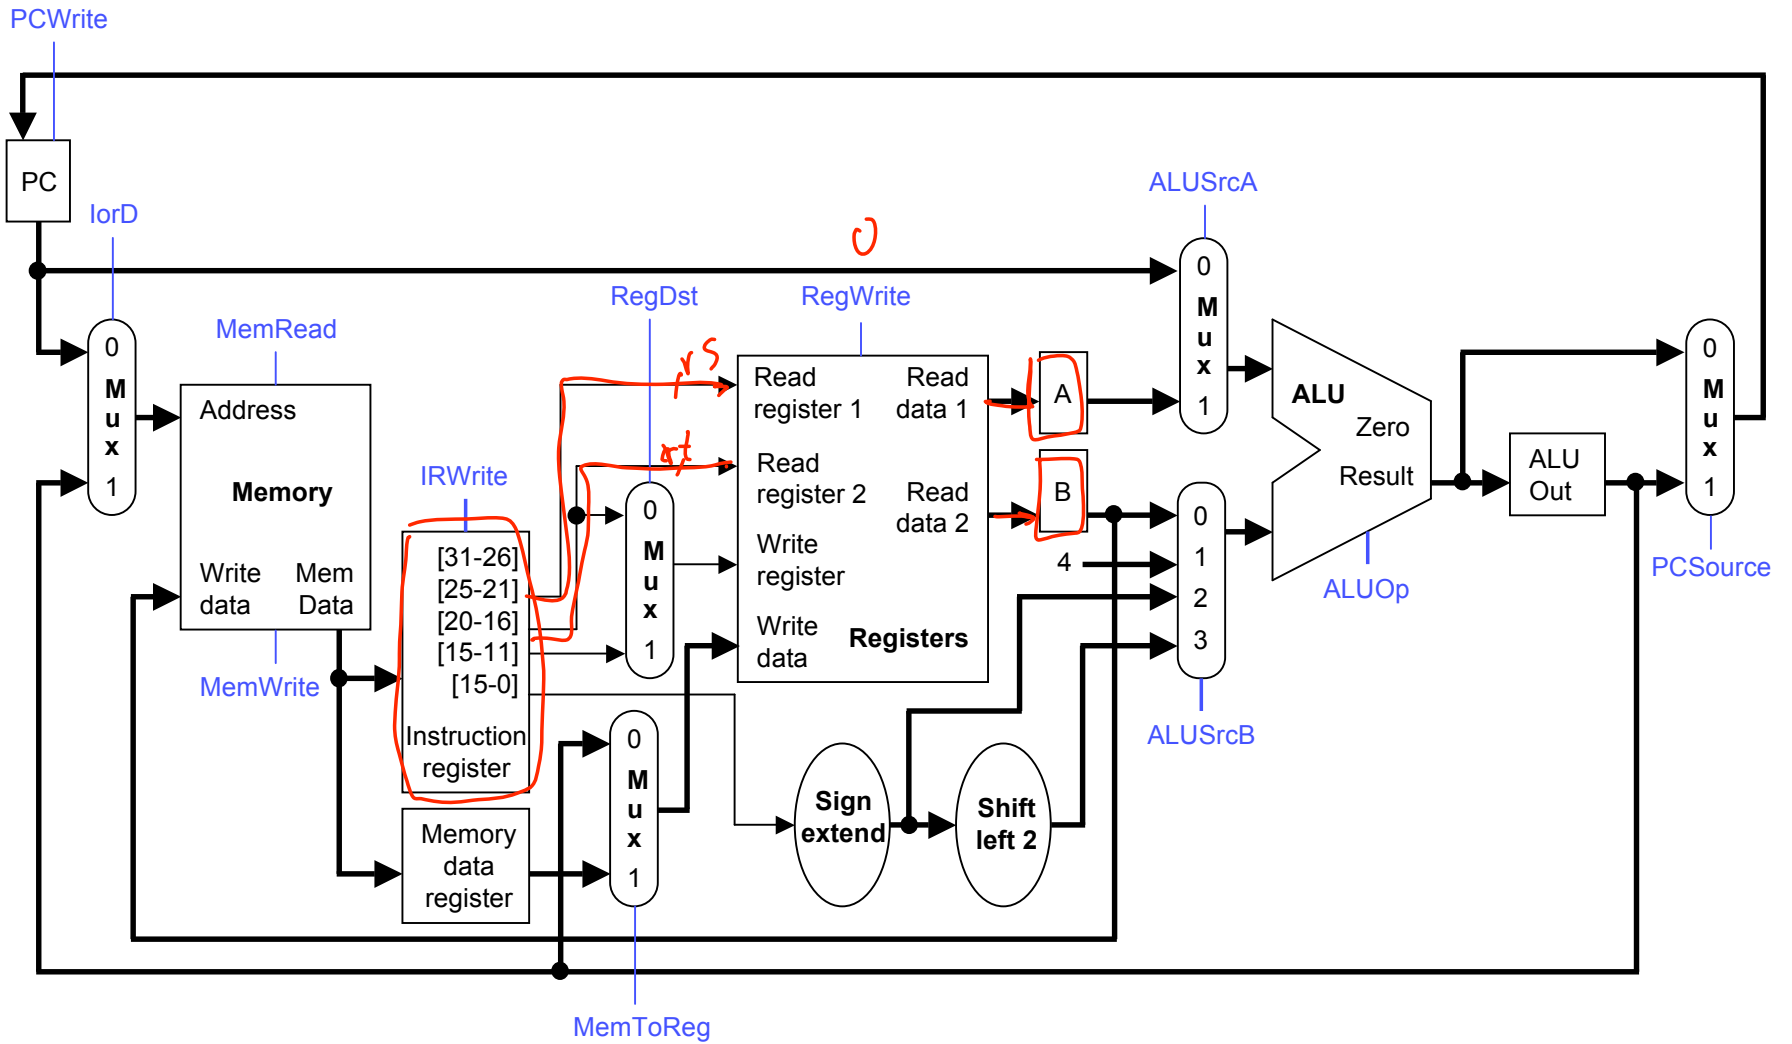 PCWrite
PC
IorD
0
M
u
x
1
MemRead
Address
Memory
Write
data
Mem
Data
MemWrite
IRWrite
[31-26]
[25-21]
[20-16]
[15-11]
[15-0]
Instruction
register
Memory
data
register
RegDst
0
M
u
x
1
0
M
u
x
1
MemToReg
rs
rt
0
RegWrite
Read
register 1
Read
data 1
Read
register 2
Read
data 2
Write
register
Write
data
Registers
Sign
extend
Shift
left 2
A
B
4
ALUSrcA
0
M
u
x
1
0
1
2
3
ALUSrcB
ALU
Zero
Result
ALUOp
ALU
Out
0
M
u
x
1
PCSource